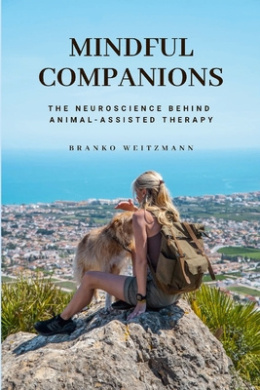 MINDFUL
COMPANIONS
THE NEUROSCIENCE BEHIND
ANIMAL-ASSISTED THERAPY
BRANKO WEITZMANN